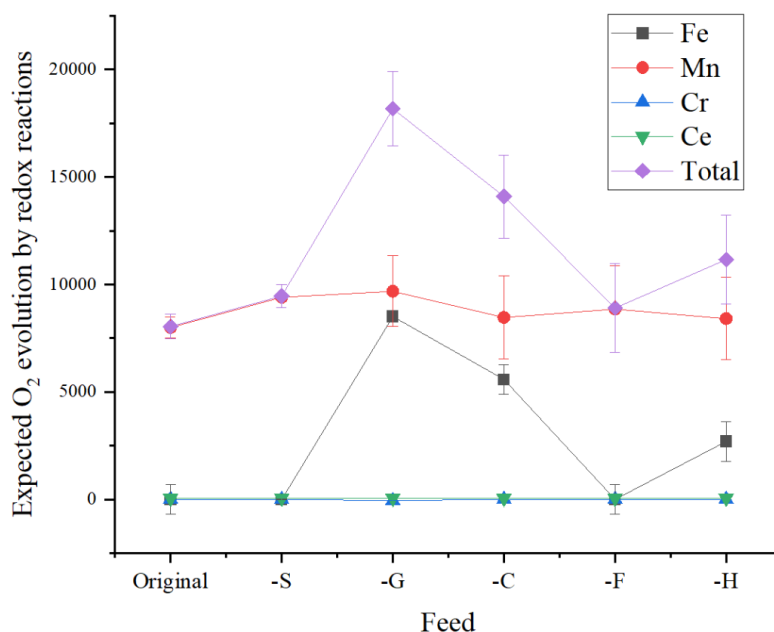 Expected O₂ evolution by redox reactions
20000
15000
10000
5000
0
Fe
Mn
Cr
Ce
Total
Original -S -G -C -F -H
Feed